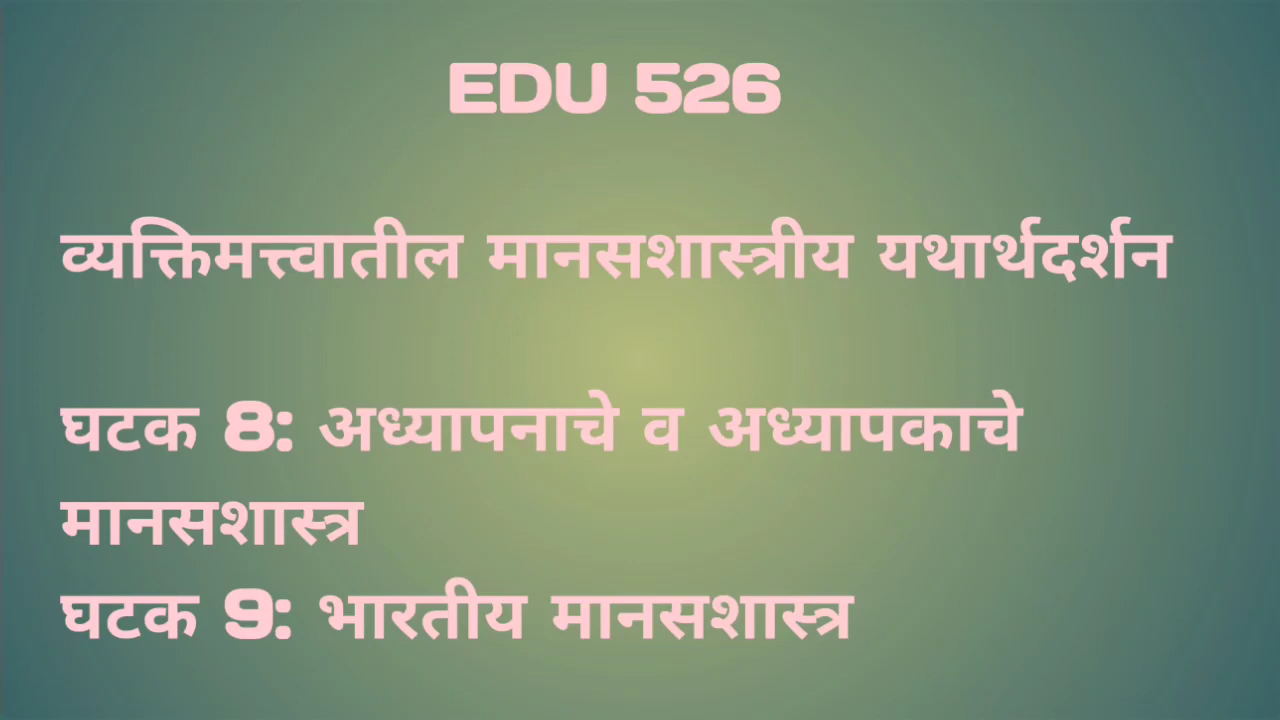 EDU 526
व्यक्तिमत्त्वातील मानसशास्त्रीय यथार्थदर्शन
घटक 8: अध्यापनाचे व अध्यापकाचे
मानसशास्त्र
घटक 9: भारतीय मानसशास्त्र